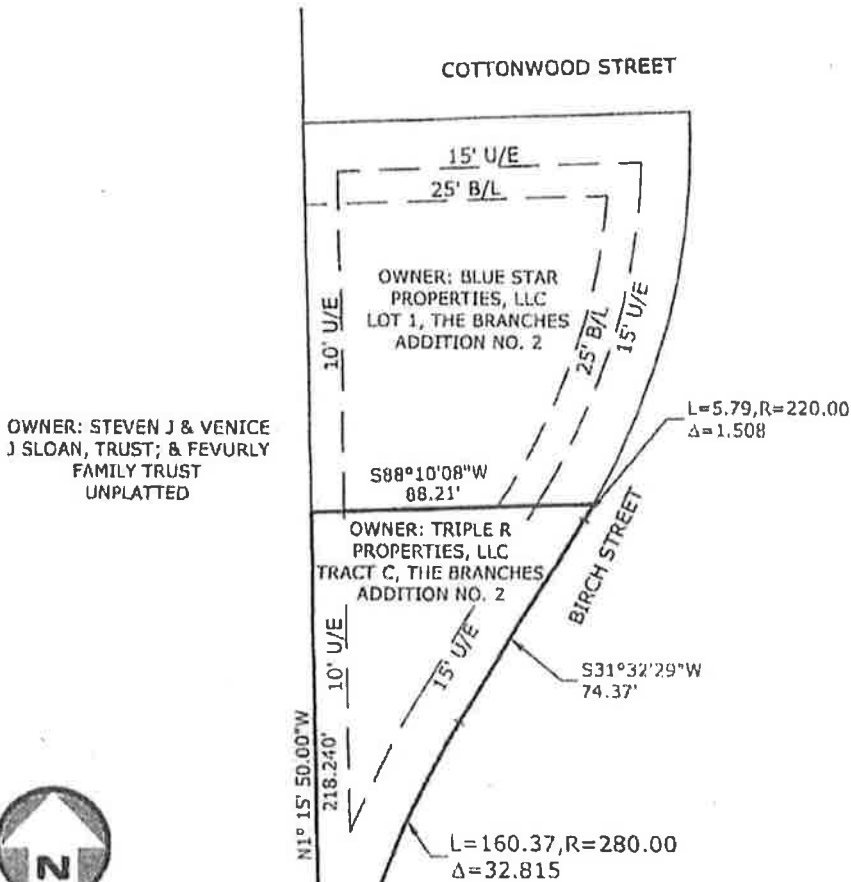 COTTONWOOD STREET
15' U/E
25' B/L
OWNER: BLUE STAR
PROPERTIES, LLC
LOT 1, THE BRANCHES
ADDITION NO. 2
10' U/E
25' B/L
15' U/E
L=5.79,R=220.00
Δ=1.508
OWNER: STEVEN J & VENICE
J SLOAN, TRUST; & FEVURLY
FAMILY TRUST
UNPLATTED
S88°10'08"W
88.21'
OWNER: TRIPLE R
PROPERTIES, LLC
TRACT C, THE BRANCHES
ADDITION NO. 2
BIRCH STREET
10' U/E
15' U/E
S31°32'29"W
74.37'
N1° 15' 50.00"W
218.240'
L=160.37,R=280.00
Δ=32.815
N